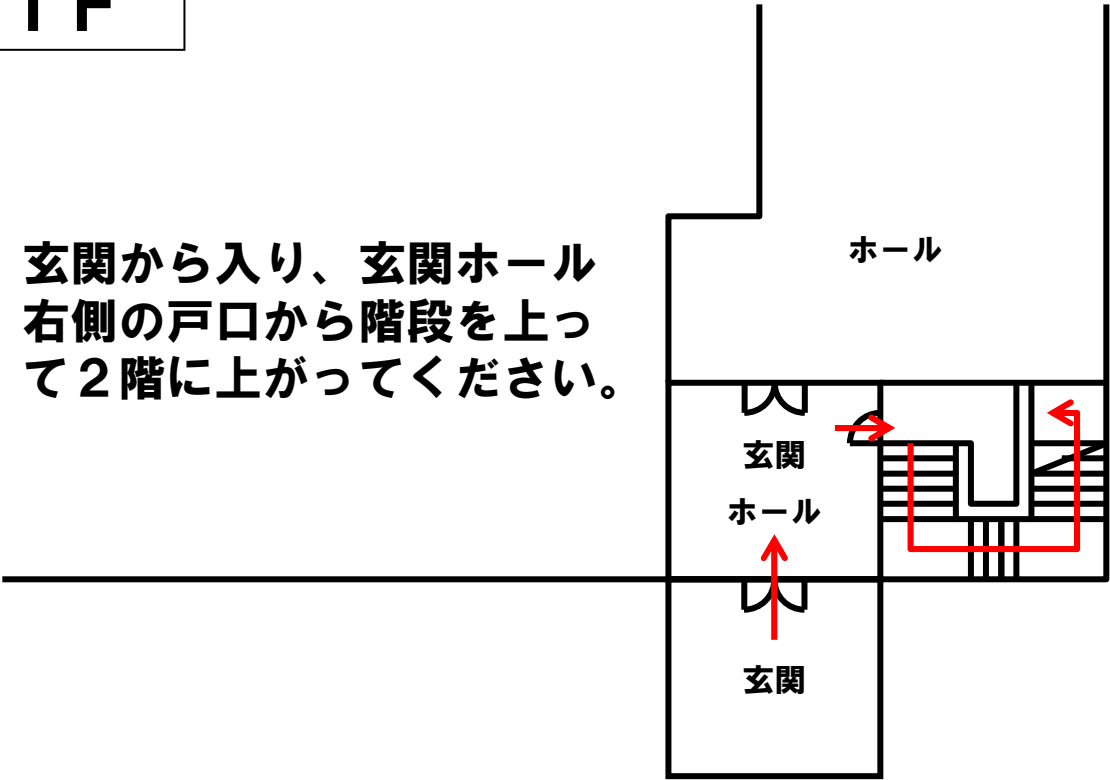 1F
玄関から入り、玄関ホール
右側の戸口から階段を上っ
て２階に上がってください。
ホール
玄関
ホール
玄関